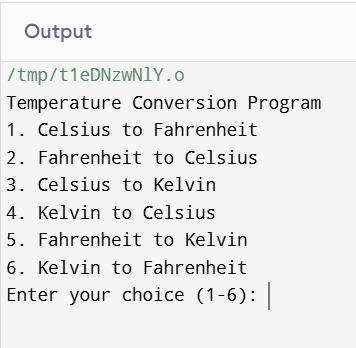 Output
/tmp/t1eDNzwNlY.o
Temperature Conversion Program
1. Celsius to Fahrenheit
2. Fahrenheit to Celsius
3. Celsius to Kelvin
4. Kelvin to Celsius
5. Fahrenheit to Kelvin
6. Kelvin to Fahrenheit
Enter your choice (1-6):